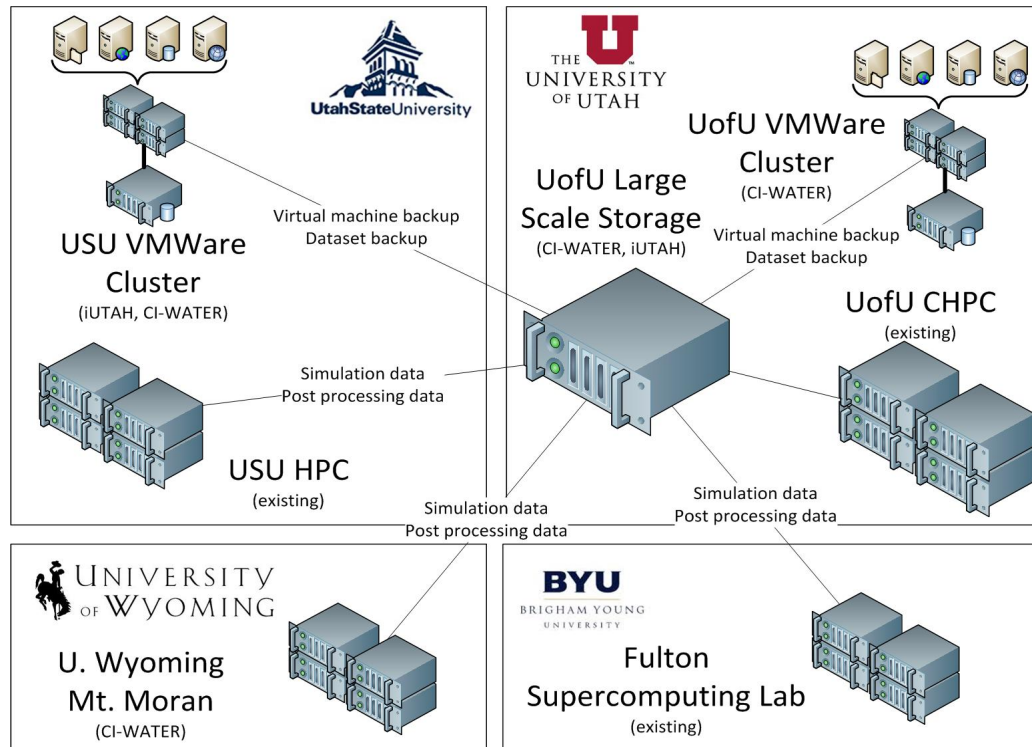 UtahStateUniversity
Virtual machine backup
Dataset backup
USU VMWare
Cluster
(iUTAH, CI-WATER)
Simulation data
Post processing data
USU HPC
(existing)
THE
UNIVERSITY
OF UTAH
UofU VMWare
Cluster
(CI-WATER)
UofU Large
Scale Storage
(CI-WATER, iUTAH)
Virtual machine backup
Dataset backup
UofU CHPC
(existing)
Simulation data
Post processing data
Simulation data
Post processing data
UNIVERSITY
OF WYOMING
U. Wyoming
Mt. Moran
(CI-WATER)
BYU
BRIGHAM YOUNG
UNIVERSITY
Fulton
Supercomputing Lab
(existing)